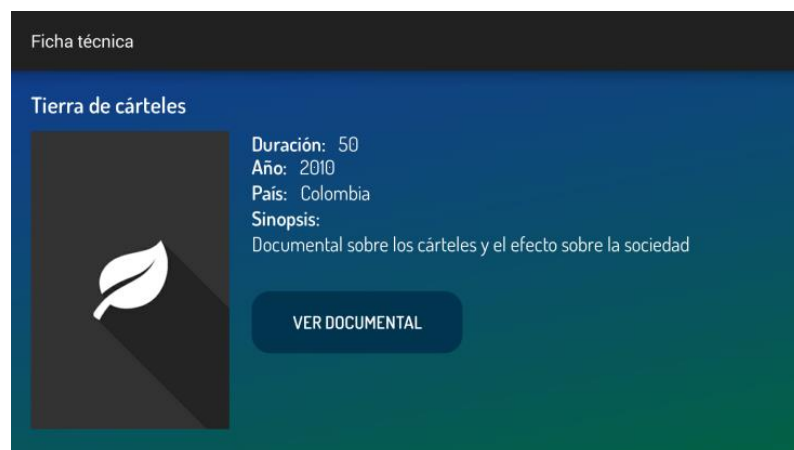 Ficha técnica
Tierra de cárteles
Duración: 50
Año: 2010
País: Colombia
Sinopsis:
Documental sobre los cárteles y el efecto sobre la sociedad
VER DOCUMENTAL